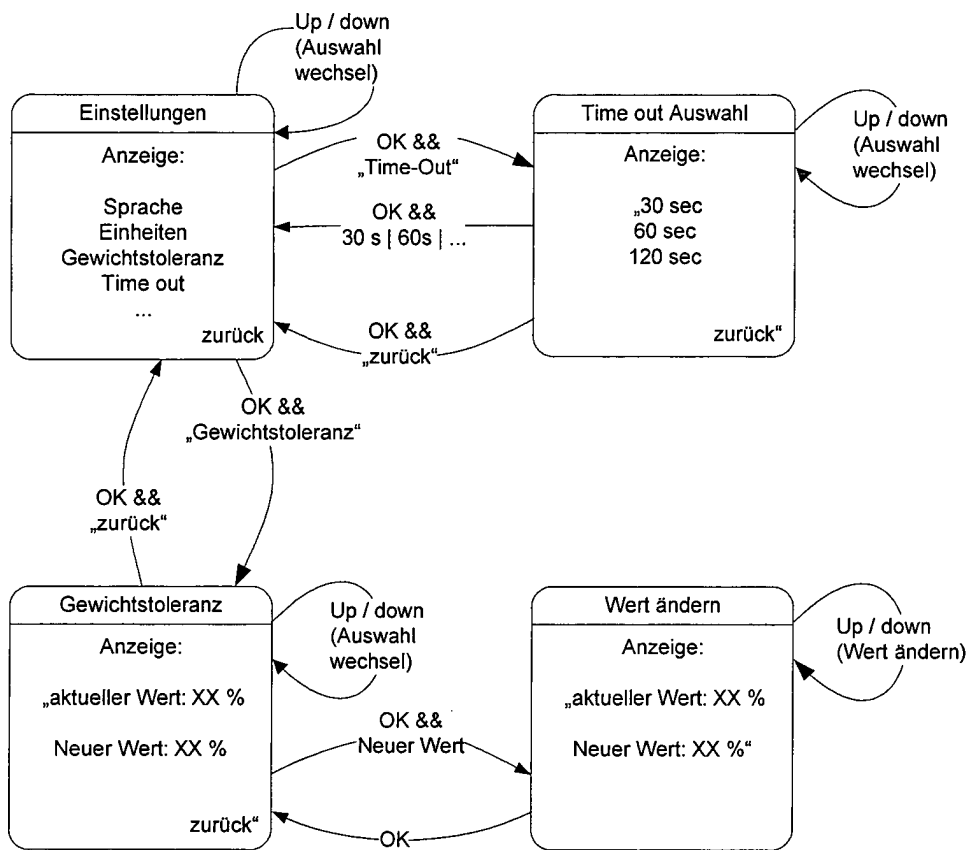 Up / down
(Auswahl
wechsel)
Einstellungen
Anzeige:
Sprache
Einheiten
Gewichtstoleranz
Time out
...
zurück
OK &&
„Time-Out“
OK &&
30 s | 60s | ...
OK &&
„zurück“
Time out Auswahl
Anzeige:
„30 sec
60 sec
120 sec
zurück“
Up / down
(Auswahl
wechsel)
OK &&
„Gewichtstoleranz“
OK &&
„zurück“
Gewichtstoleranz
Anzeige:
„aktueller Wert: XX %
Neuer Wert: XX %
zurück“
Up / down
(Auswahl
wechsel)
OK &&
Neuer Wert
OK
Wert ändern
Anzeige:
„aktueller Wert: XX %
Neuer Wert: XX %“
Up / down
(Wert ändern)